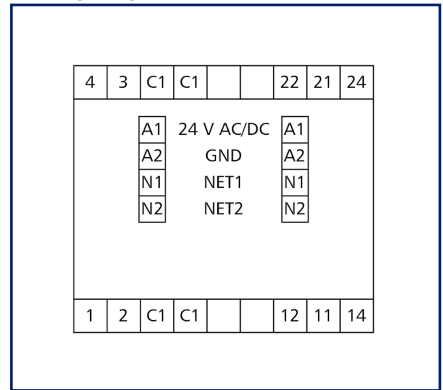 4 3 C1 C1 22 21 24
A1 24 V AC/DC A1
A2 GND A2
N1 NET1 N1
N2 NET2 N2
1 2 C1 C1 12 11 14